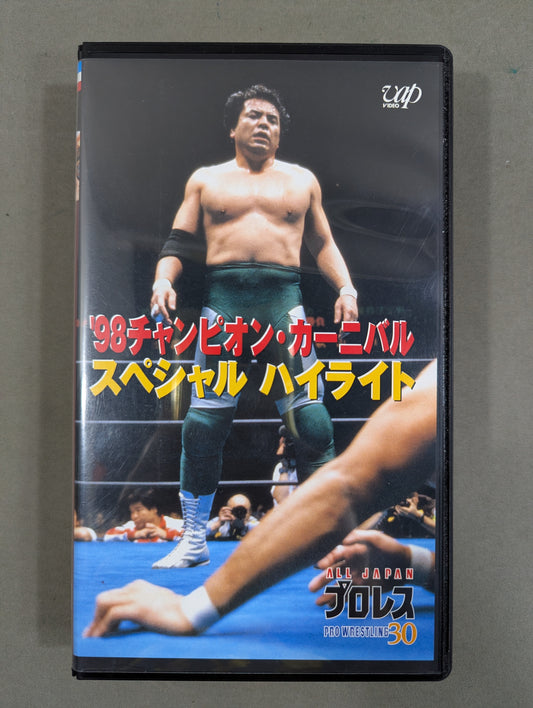 vap
VIDEO
'98チャンピオン・カーニバル
スペシャル ハイライト
ALL JAPAN
プロレス
PRO WRESTLING 30